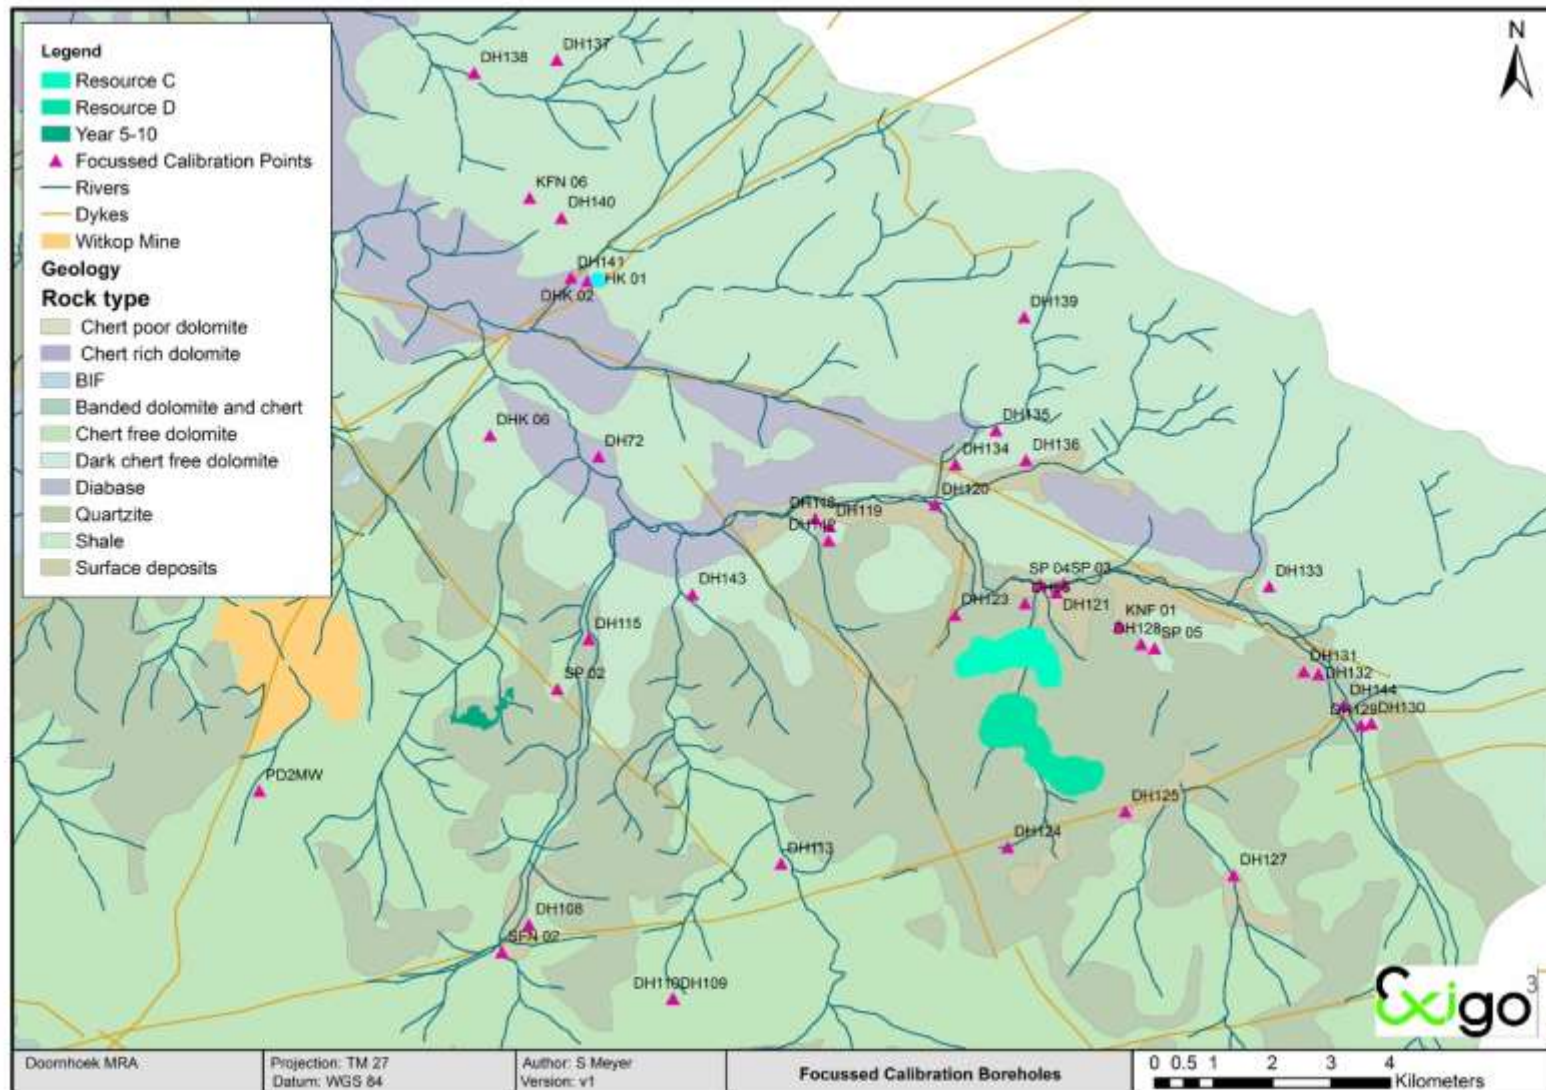 Legend
Resource C
Resource D
Year 5-10
Focussed Calibration Points
Rivers
Dykes
Witkop Mine
Geology
Rock type
Chert poor dolomite
Chert rich dolomite
BIF
Banded dolomite and chert
Chert free dolomite
Dark chert free dolomite
Diabase
Quartzite
Shale
Surface deposits
N
DH138
DH137
KFN 06
DH140
DH141
HK 01
DHK 02
DH139
DHK 06
DH72
DH135
DH134
DH136
DH120
DH119
DH143
SP 04
SP 03
DH133
DH123
DH121
KNF 01
DH128
SP 05
DH115
SP 02
DH131
DH132
DH144
DH129
DH130
PD2MW
DH125
DH124
DH113
DH127
DH108
SFN 02
DH110
DH109
Exigo
3
Doornhoek MRA
Projection: TM 27
Datum: WGS 84
Author: S Meyer
Version: v1
Focussed Calibration Boreholes
0 0.5 1 2 3 4
Kilometers